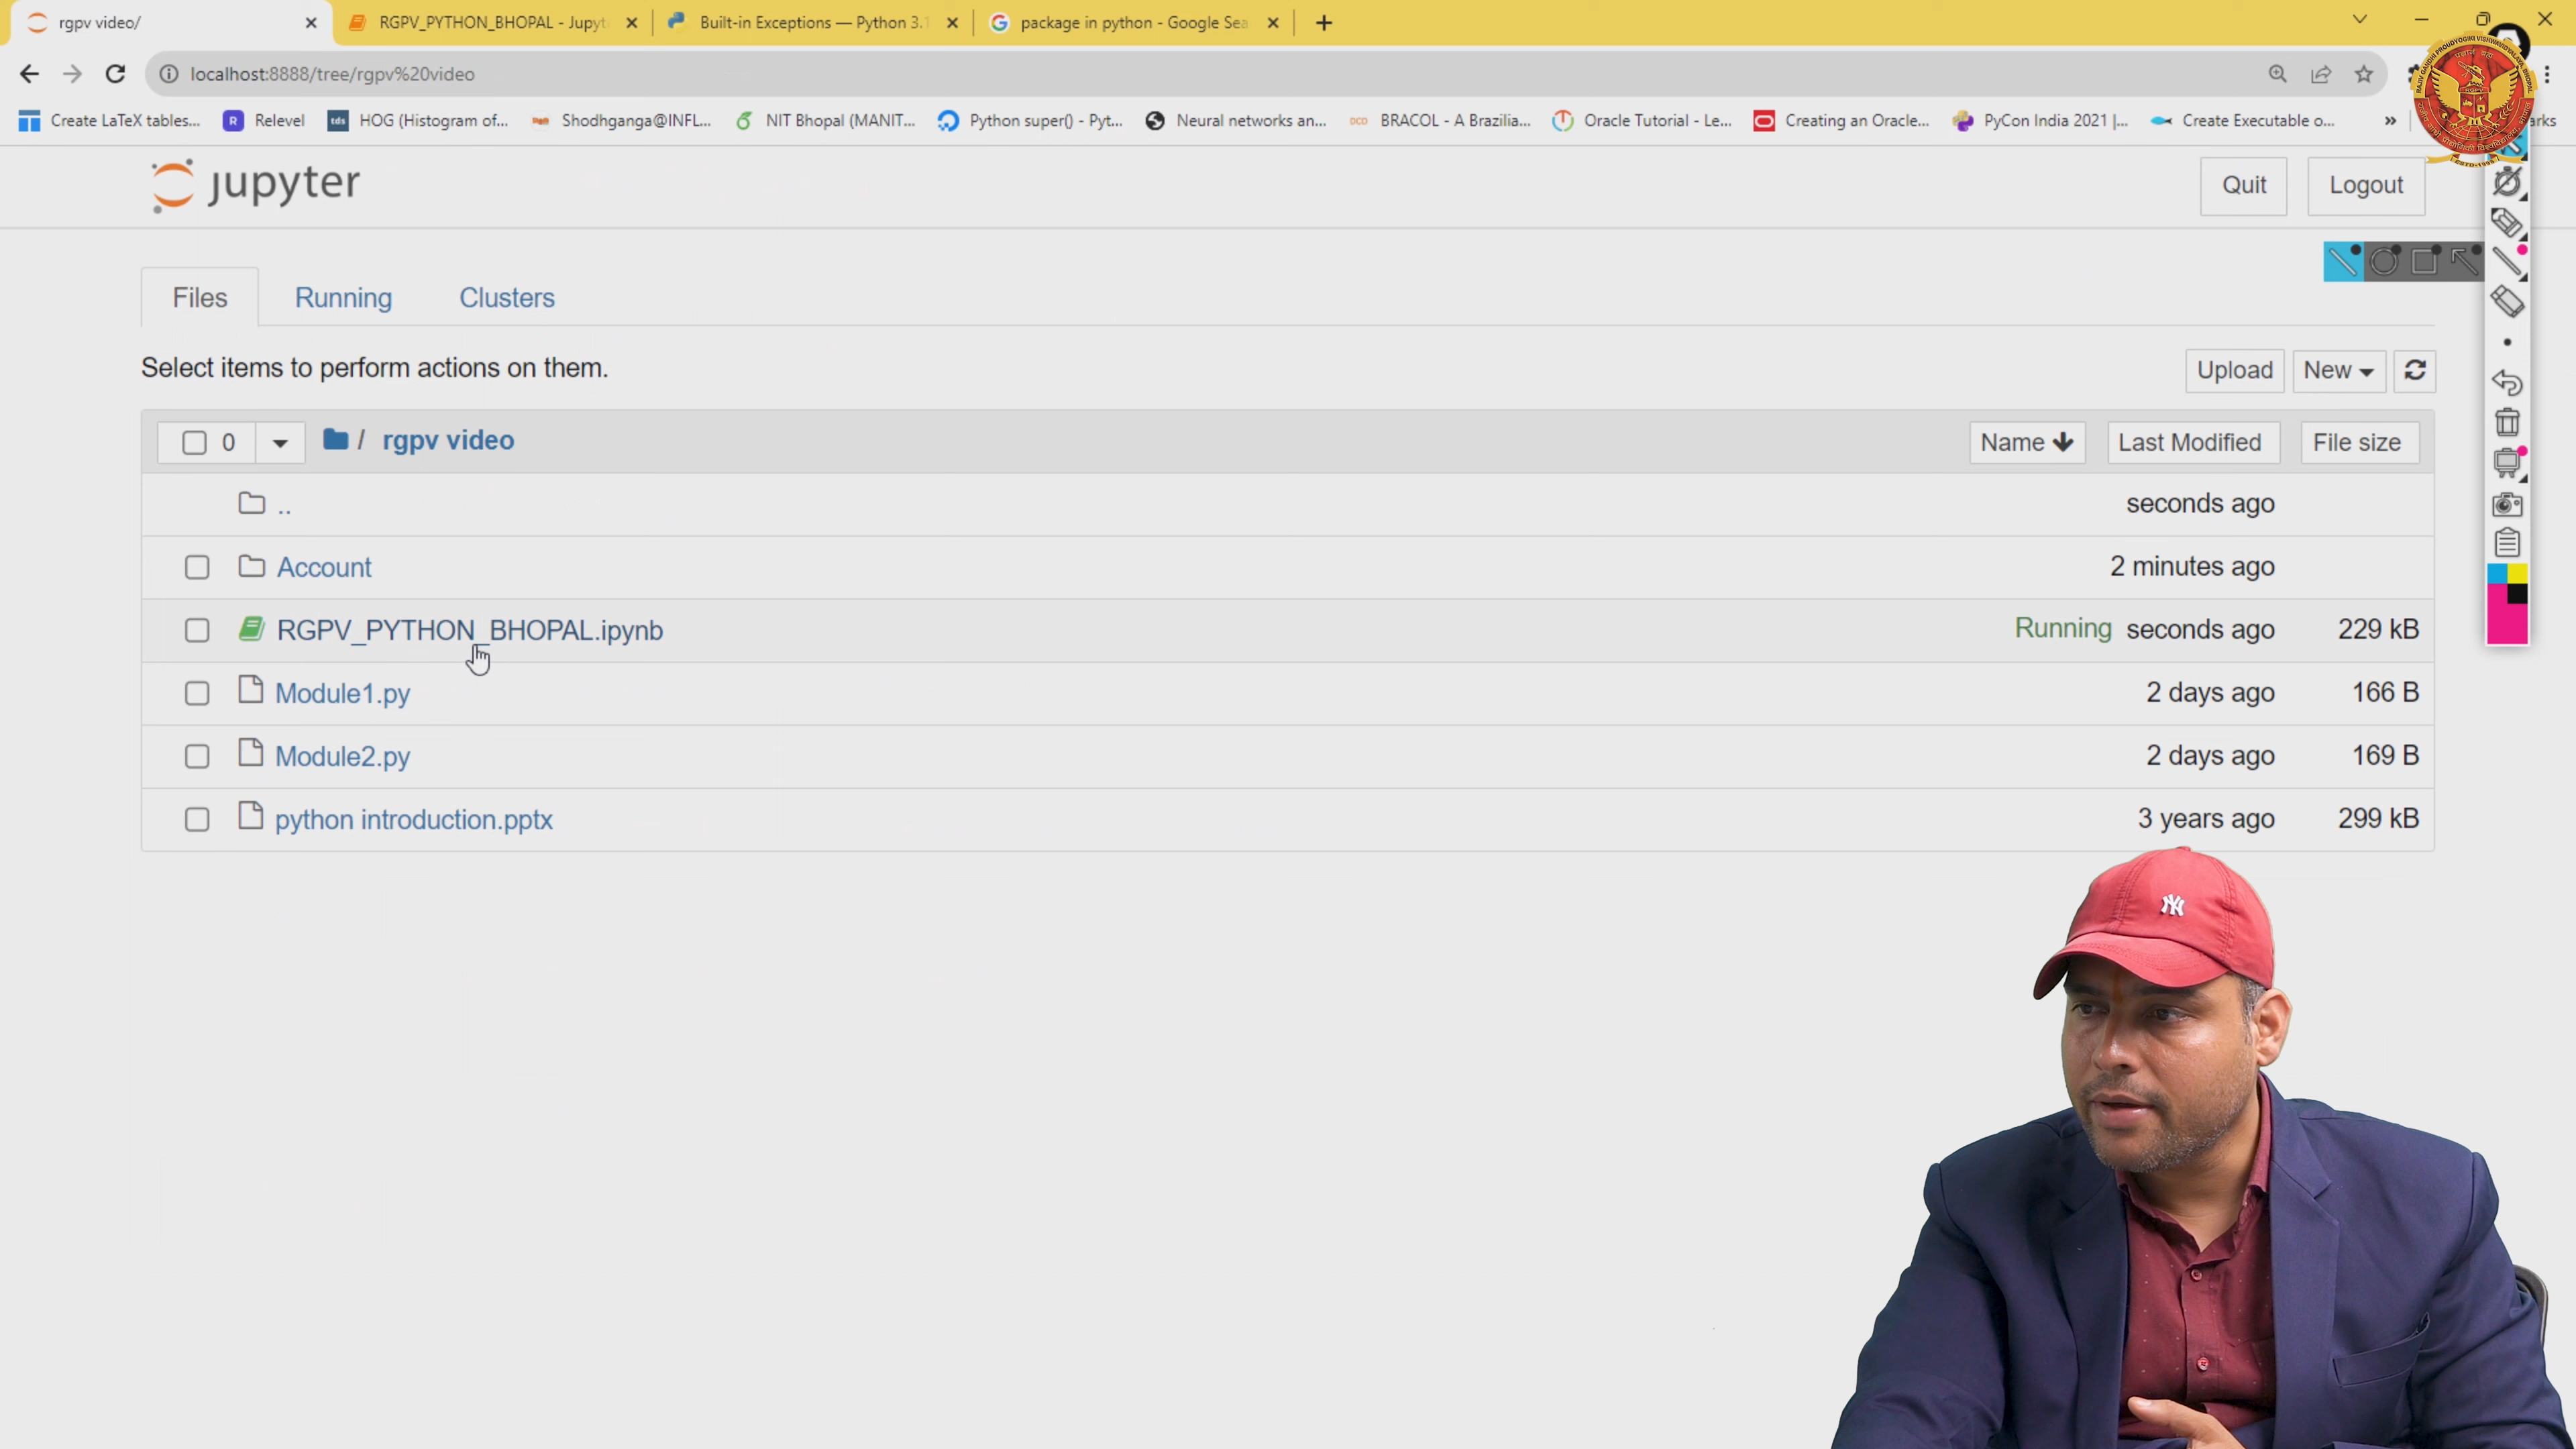 rgpv video/
RGPV_PYTHON_BHOPAL - Jupyt
Built-in Exceptions — Python 3.1
package in python - Google Sea
localhost:8888/tree/rgpv%20video
Create LaTeX tables...
R Relevel
tds HOG (Histogram of...
Shodhganga@INFL...
NIT Bhopal (MANIT...
Python super() - Pyt...
Neural networks an...
BRACOL - A Brazilia...
Oracle Tutorial - Le...
Creating an Oracle...
PyCon India 2021 |...
Create Executable o...
»
arks
jupyter
Quit
Logout
Files
Running
Clusters
Select items to perform actions on them.
Upload
New
0
/ rgpv video
Name
Last Modified
File size
.. seconds ago
Account 2 minutes ago
RGPV_PYTHON_BHOPAL.ipynb Running seconds ago 229 kB
Module1.py 2 days ago 166 B
Module2.py 2 days ago 169 B
python introduction.pptx 3 years ago 299 kB
NY